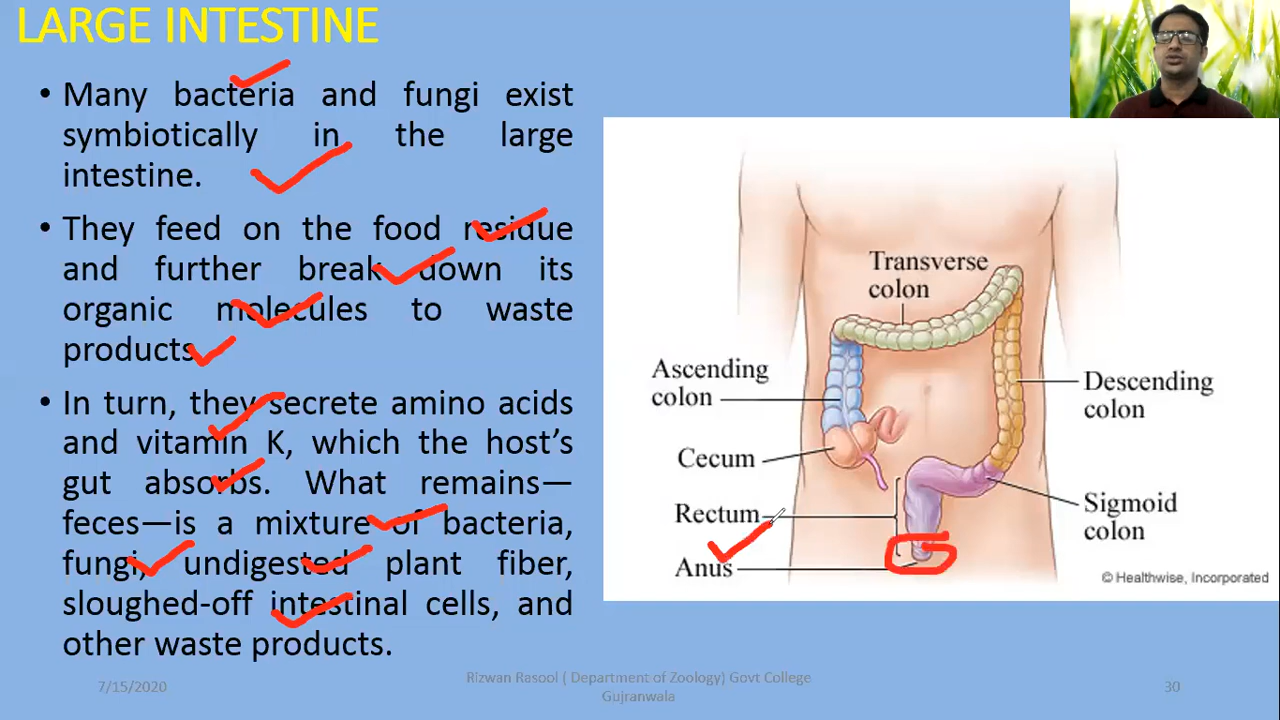 LARGE INTESTINE
• Many bacteria and fungi exist
symbiotically in the large
intestine.
• They feed on the food residue
and further break down its
organic molecules to waste
products.
• In turn, they secrete amino acids
and vitamin K, which the host's
gut absorbs. What remains—
feces—is a mixture of bacteria,
fungi, undigested plant fiber,
sloughed-off intestinal cells, and
other waste products.
Transverse
colon
Ascending
colon
Descending
colon
Cecum
Rectum
Sigmoid
colon
Anus
© Healthwise, Incorporated
7/15/2020
Rizwan Rasool ( Department of Zoology) Govt College
Gujranwala
30